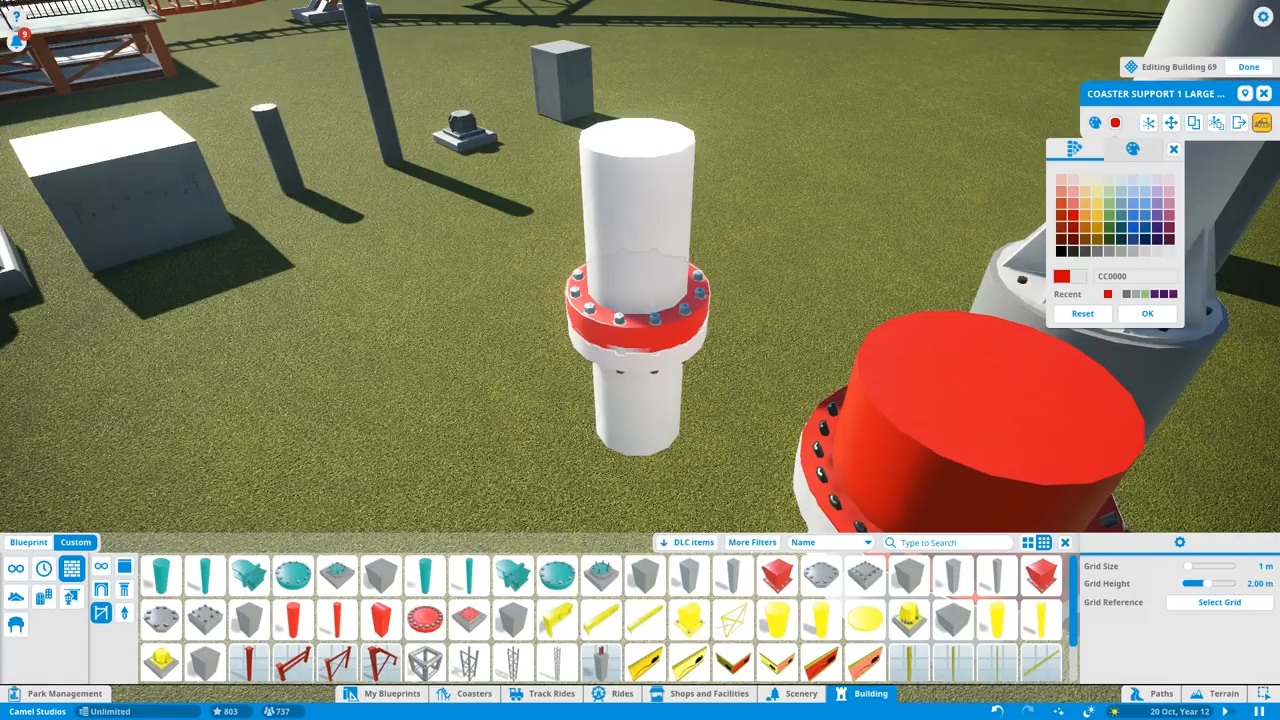 ?
9
Editing Building 69
Done
COASTER SUPPORT 1 LARGE ...
CC0000
Recent
Reset
OK
Blueprint
Custom
DLC items
More Filters
Name
Type to Search
Grid Size
1 m
Grid Height
2.00 m
Grid Reference
Select Grid
Park Management
My Blueprints
Coasters
Track Rides
Rides
Shops and Facilities
Scenery
Building
Paths
Terrain
Camel Studios
Unlimited
803
737
20 Oct, Year 12